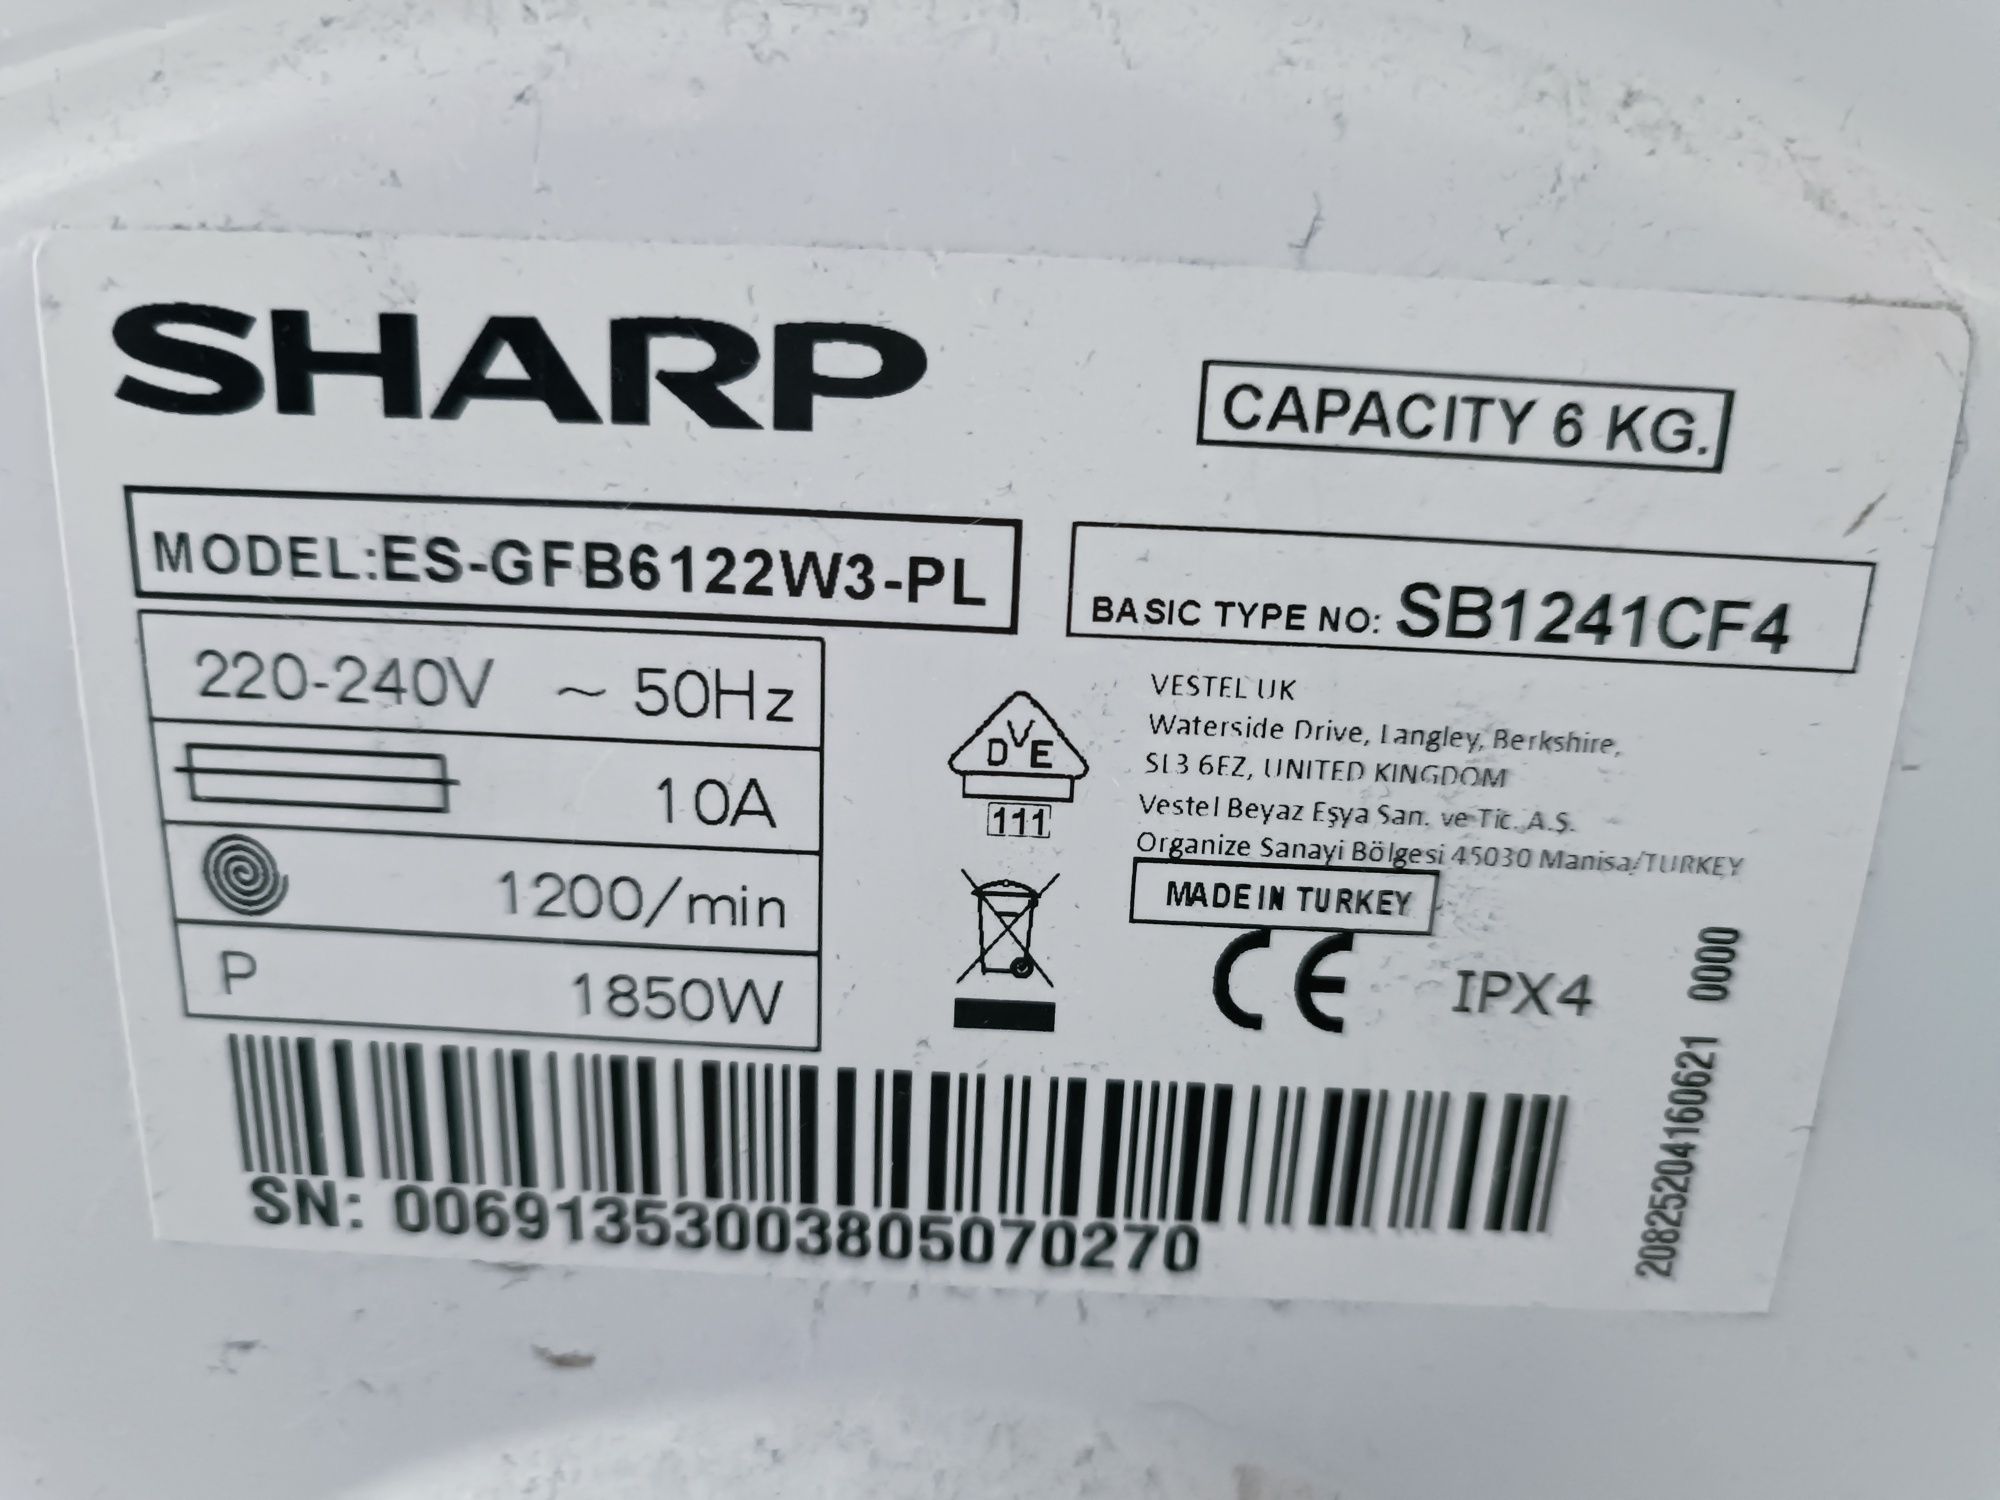 SHARP
CAPACITY 6 KG.
MODEL:ES-GFB6122W3-PL
BASIC TYPE NO: SB1241CF4
220-240V ~ 50Hz
10A
1200/min
P 1850W
DVE
111
VESTEL UK
Waterside Drive, Langley, Berkshire,
SL3 6EZ, UNITED KINGDOM
Vestel Beyaz Eşya San. ve Tic. A.Ş.
Organize Sanayi Bölgesi 45030 Manisa/TURKEY
MADE IN TURKEY
CE IPX4
SN: 00691353003805070270
20825204160621 0000